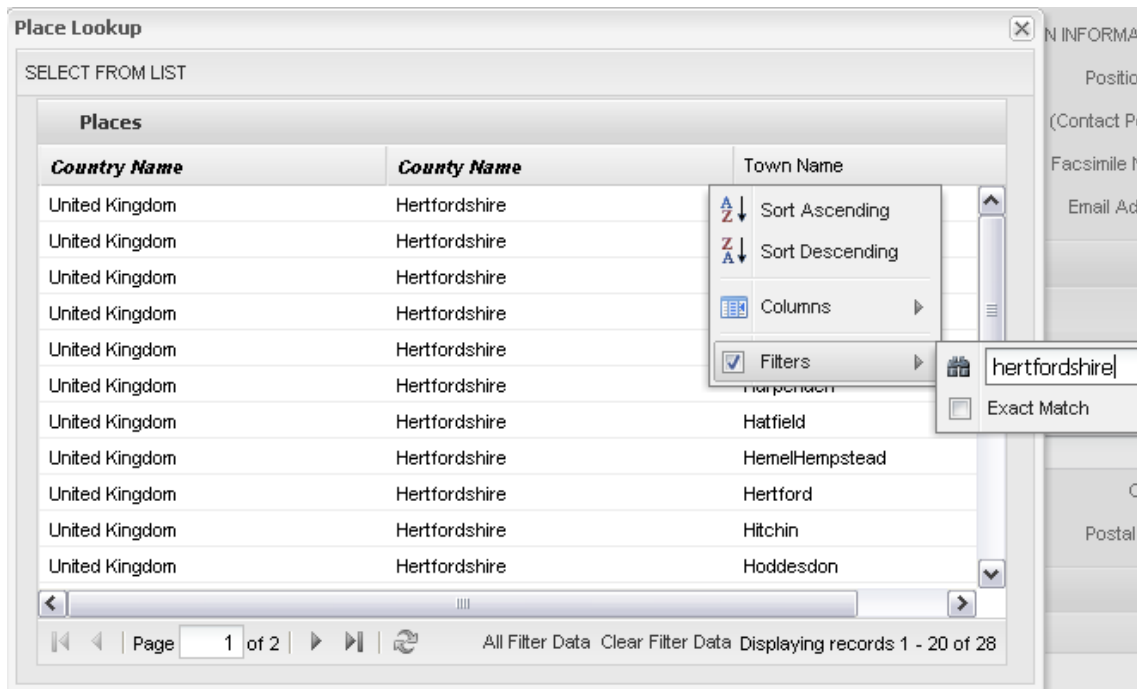 Place Lookup
N INFORMA
SELECT FROM LIST
Positio
Places
(Contact P
Country Name County Name Town Name
Facsimile N
United Kingdom Hertfordshire
Sort Ascending
Email Ad
United Kingdom Hertfordshire
Sort Descending
United Kingdom Hertfordshire
United Kingdom Hertfordshire
Columns
United Kingdom Hertfordshire
Filters
hertfordshire
United Kingdom Hertfordshire Harpenden
Exact Match
United Kingdom Hertfordshire Hatfield
United Kingdom Hertfordshire HemelHempstead
United Kingdom Hertfordshire Hertford
United Kingdom Hertfordshire Hitchin
Postal
United Kingdom Hertfordshire Hoddesdon
Page 1 of 2 All Filter Data Clear Filter Data Displaying records 1 - 20 of 28